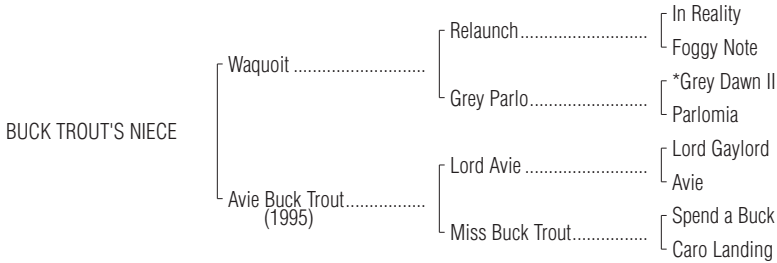 In Reality
Relaunch..............................
Foggy Note
Waquoit .............................
*Grey Dawn II
Grey Parlo...........................
Parlomia
BUCK TROUT'S NIECE
Lord Gaylord
Lord Avie ...........................
Avie
Avie Buck Trout..................
(1995)
Spend a Buck
Miss Buck Trout.................
Caro Landing